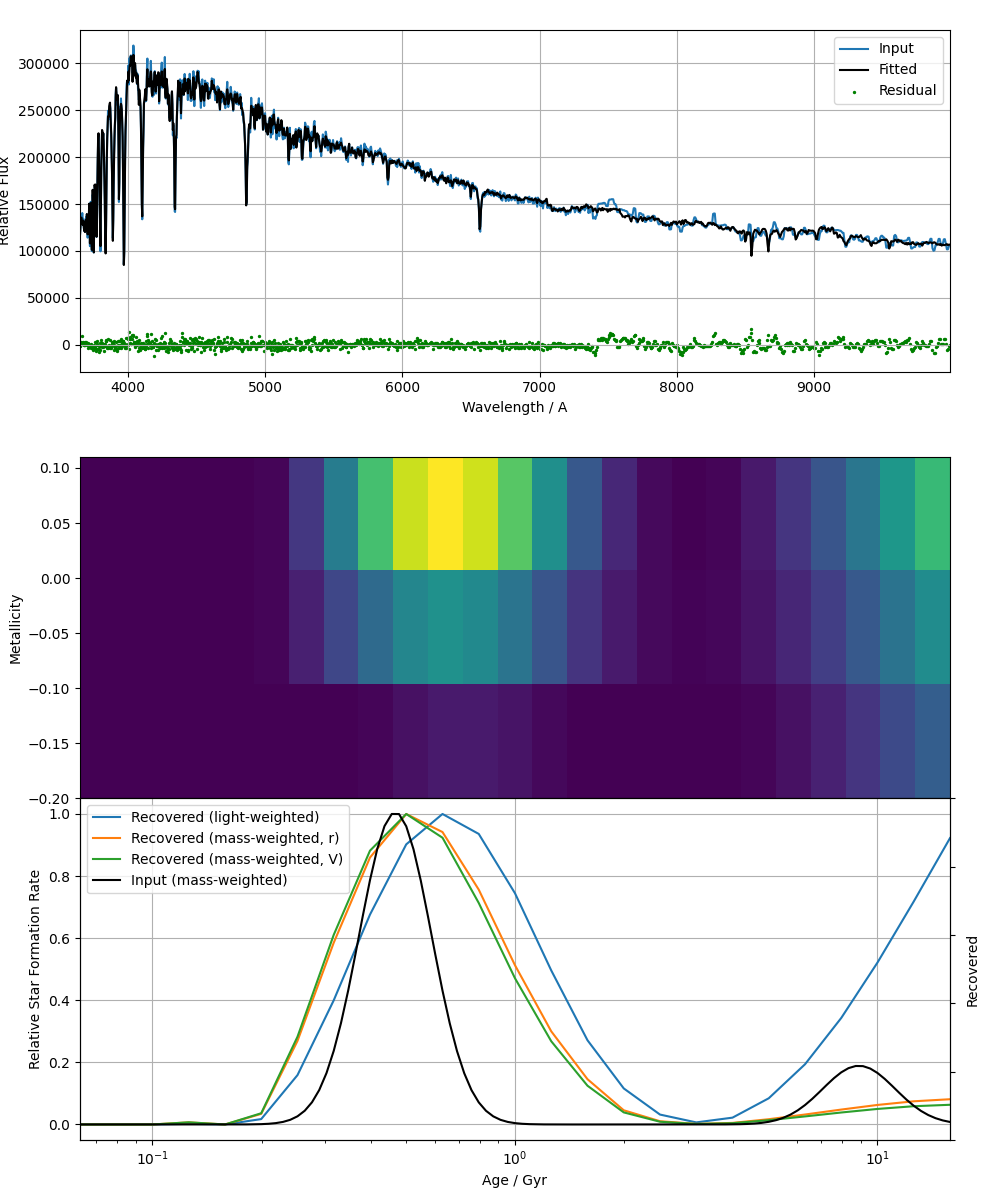 Relative Flux
300000
250000
200000
150000
100000
50000
0
Input
Fitted
Residual
4000 5000 6000 7000 8000 9000
Wavelength / A
Metallicity
0.10
0.05
0.00
−0.05
−0.10
−0.15
−0.20
Relative Star Formation Rate
1.0
0.8
0.6
0.4
0.2
0.0
Recovered (light-weighted)
Recovered (mass-weighted, r)
Recovered (mass-weighted, V)
Input (mass-weighted)
Recovered
10⁻¹ 10⁰ 10¹
Age / Gyr